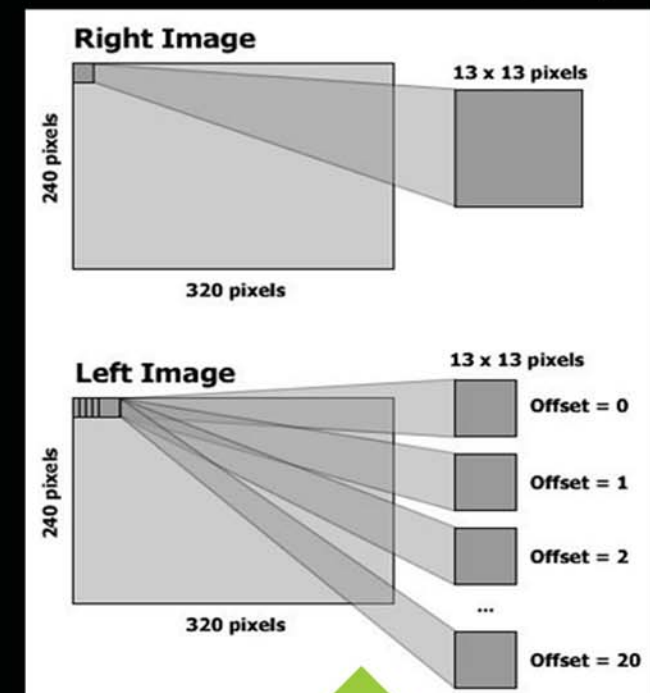 Right Image
13 x 13 pixels
240 pixels
320 pixels
Left Image
13 x 13 pixels
Offset = 0
240 pixels
Offset = 1
Offset = 2
...
320 pixels
Offset = 20